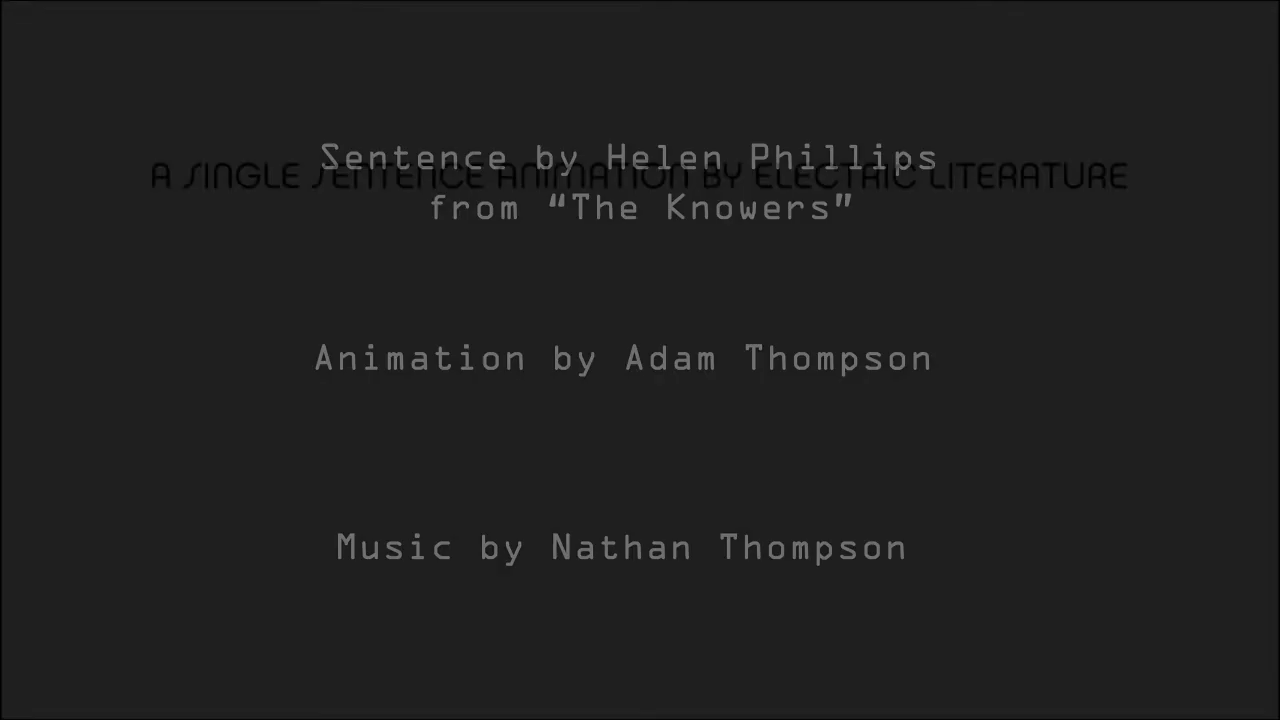 Sentence by Helen Phillips
A SINGLE SENTENCE ANIMATION BY ELECTRIC LITERATURE
from “The Knowers”
Animation by Adam Thompson
Music by Nathan Thompson